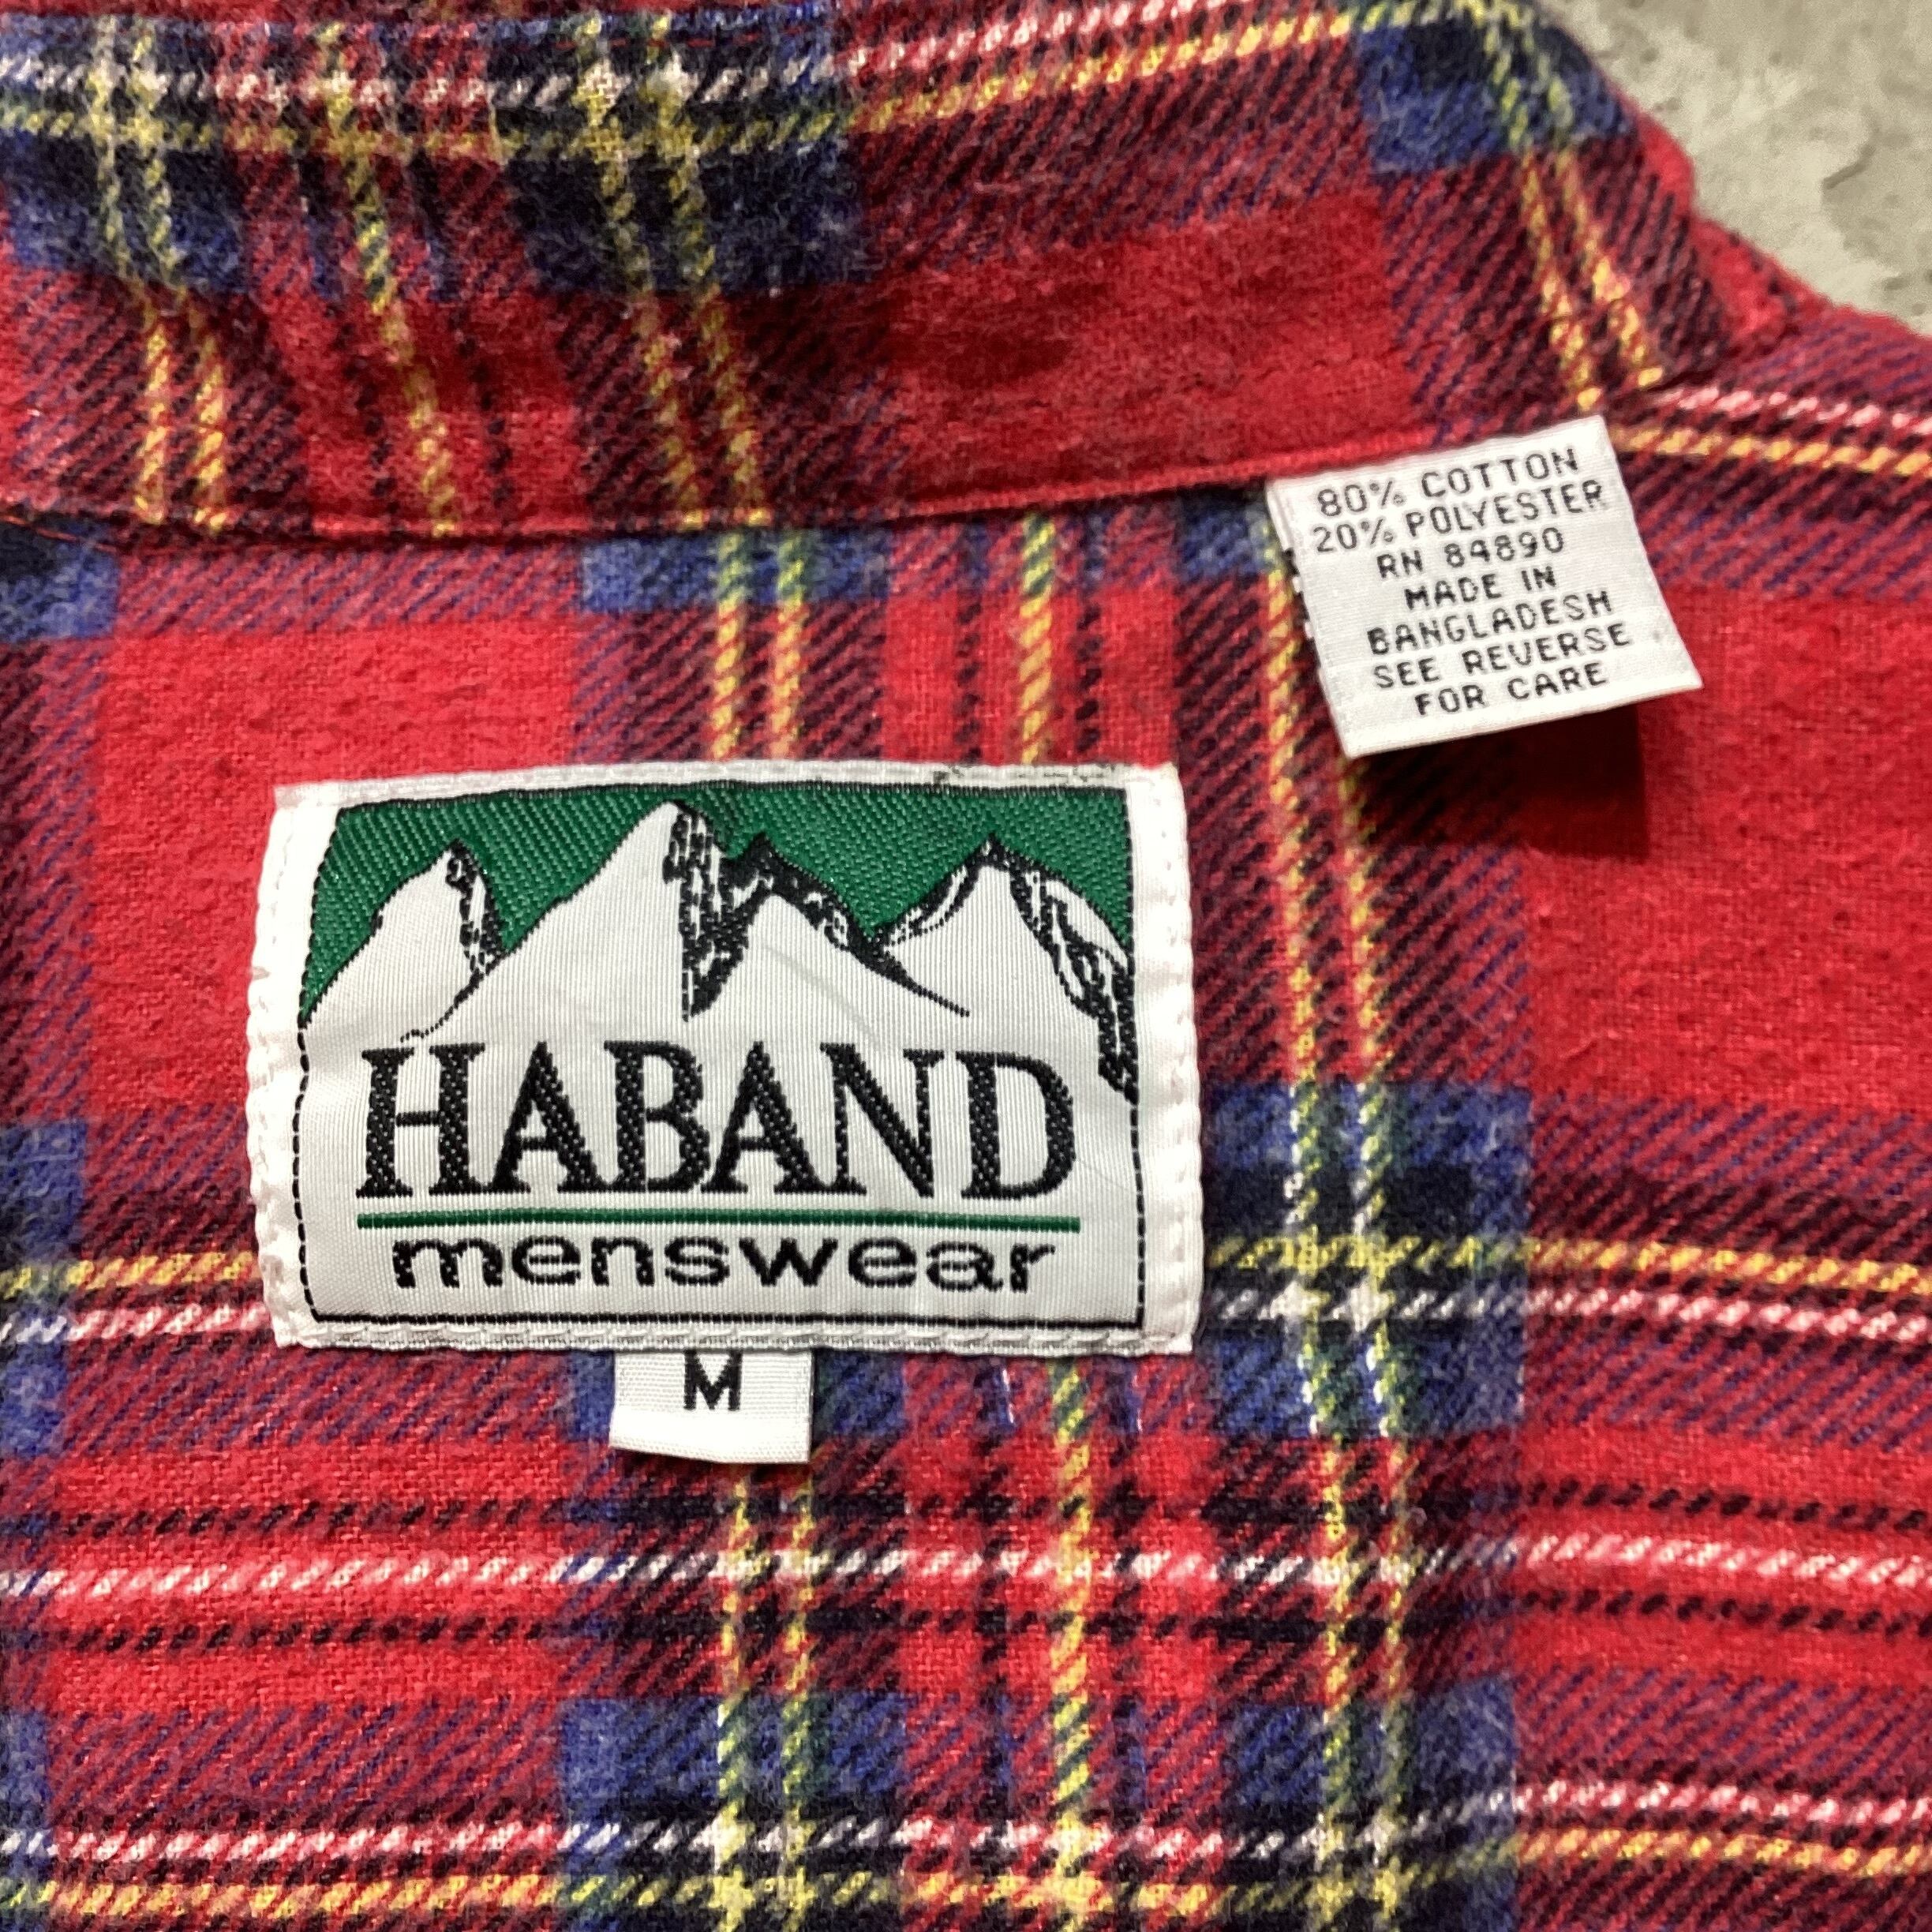 80% COTTON
20% POLYESTER
RN 84890
MADE IN
BANGLADESH
SEE REVERSE
FOR CARE
HABAND
menswear
M